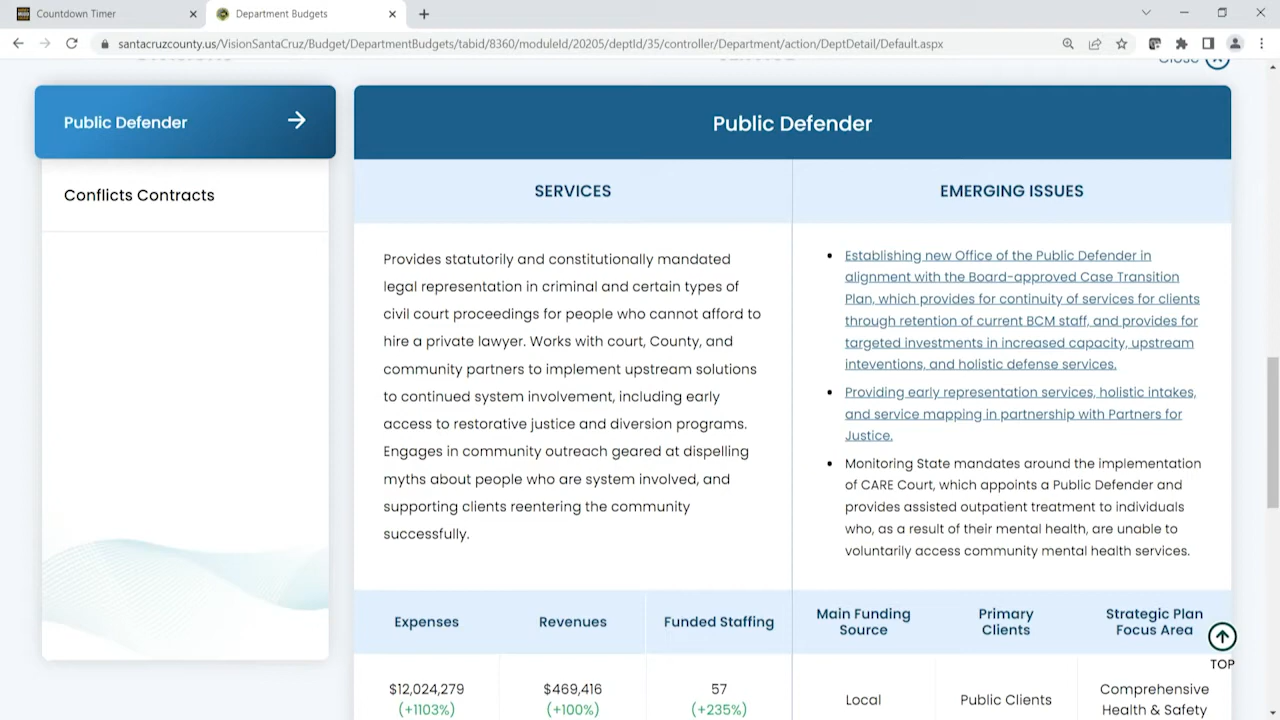 Countdown Timer
Department Budgets
santacruzcounty.us/VisionSantaCruz/Budget/DepartmentBudgets/tabid/8360/moduleId/20205/deptId/35/controller/Department/action/DeptDetail/Default.aspx
Close
Public Defender
Conflicts Contracts
Public Defender
SERVICES
EMERGING ISSUES
Provides statutorily and constitutionally mandated
legal representation in criminal and certain types of
civil court proceedings for people who cannot afford to
hire a private lawyer. Works with court, County, and
community partners to implement upstream solutions
to continued system involvement, including early
access to restorative justice and diversion programs.
Engages in community outreach geared at dispelling
myths about people who are system involved, and
supporting clients reentering the community
successfully.
• Establishing new Office of the Public Defender in
alignment with the Board-approved Case Transition
Plan, which provides for continuity of services for clients
through retention of current BCM staff, and provides for
targeted investments in increased capacity, upstream
inteventions, and holistic defense services.
• Providing early representation services, holistic intakes,
and service mapping in partnership with Partners for
Justice.
• Monitoring State mandates around the implementation
of CARE Court, which appoints a Public Defender and
provides assisted outpatient treatment to individuals
who, as a result of their mental health, are unable to
voluntarily access community mental health services.
Expenses
Revenues
Funded Staffing
Main Funding
Source
Primary
Clients
Strategic Plan
Focus Area
TOP
$12,024,279
(+1103%)
$469,416
(+100%)
57
(+235%)
Local
Public Clients
Comprehensive
Health & Safety